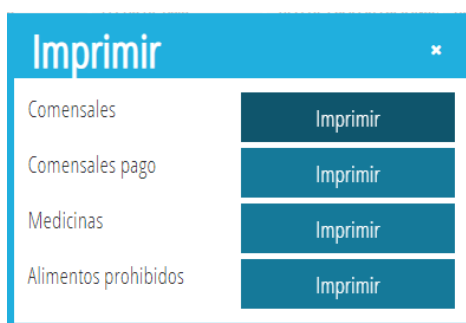 Imprimir
Comensales Imprimir
Comensales pago Imprimir
Medicinas Imprimir
Alimentos prohibidos Imprimir